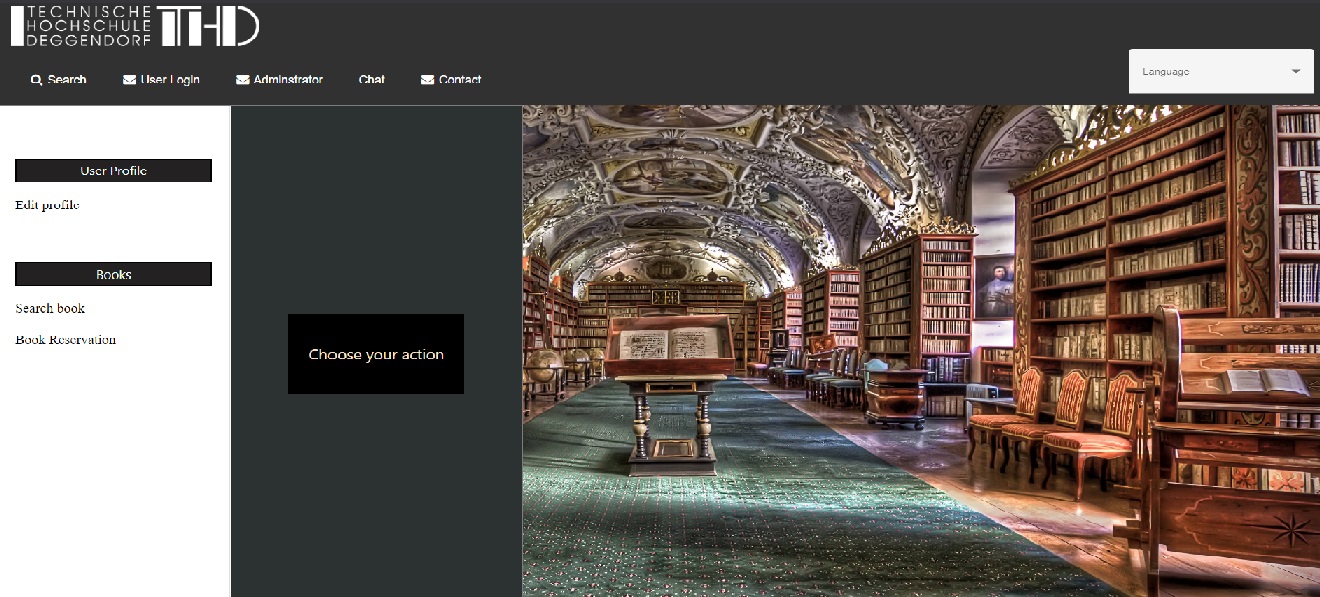 TECHNISCHE
HOCHSCHULE
DEGGENDORF THD
Search User Login Adminstrator Chat Contact
Language
User Profile
Edit profile
Books
Search book
Book Reservation
Choose your action